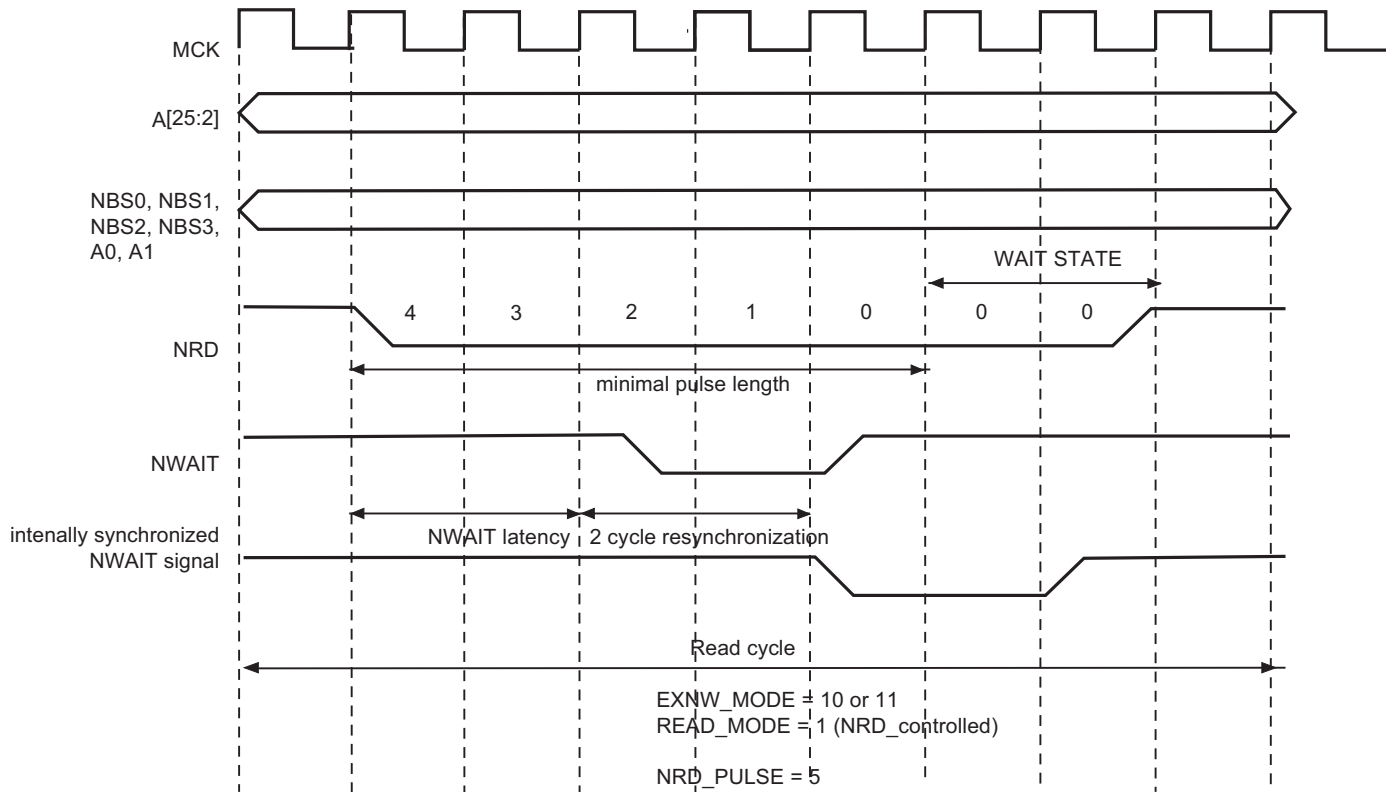 MCK
A[25:2]
NBS0, NBS1,
NBS2, NBS3,
A0, A1
WAIT STATE
4 3 2 1 0 0 0
NRD
minimal pulse length
NWAIT
NWAIT latency 2 cycle resynchronization
intenally synchronized
NWAIT signal
Read cycle
EXNW_MODE = 10 or 11
READ_MODE = 1 (NRD_controlled)
NRD_PULSE = 5